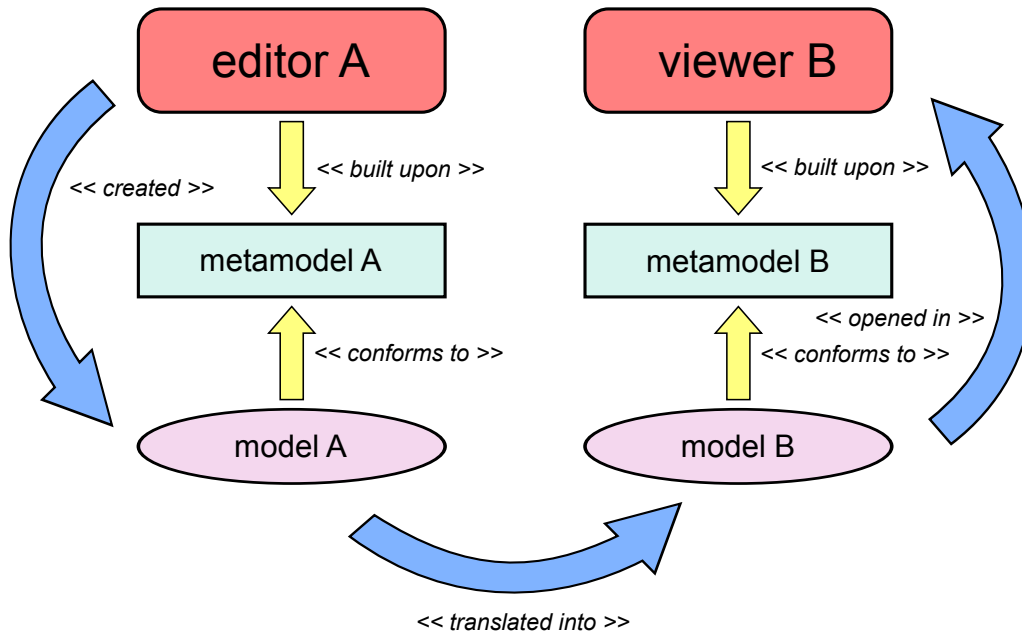 editor A
viewer B
<< built upon >>
<< built upon >>
<< created >>
metamodel A
metamodel B
<< opened in >>
<< conforms to >>
<< conforms to >>
model A
model B
<< translated into >>